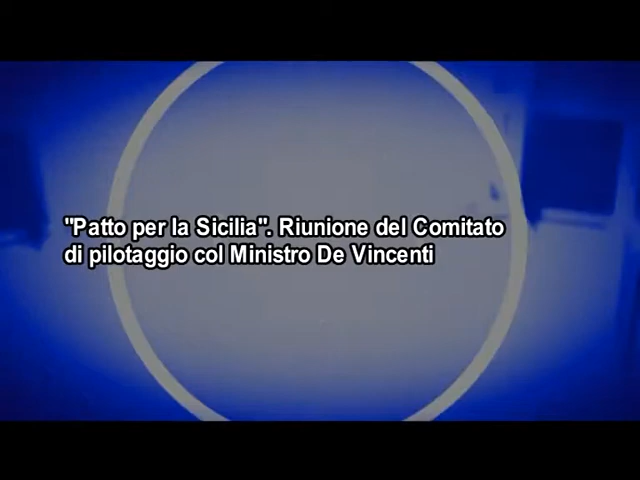 "Patto per la Sicilia". Riunione del Comitato
di pilotaggio col Ministro De Vincenti